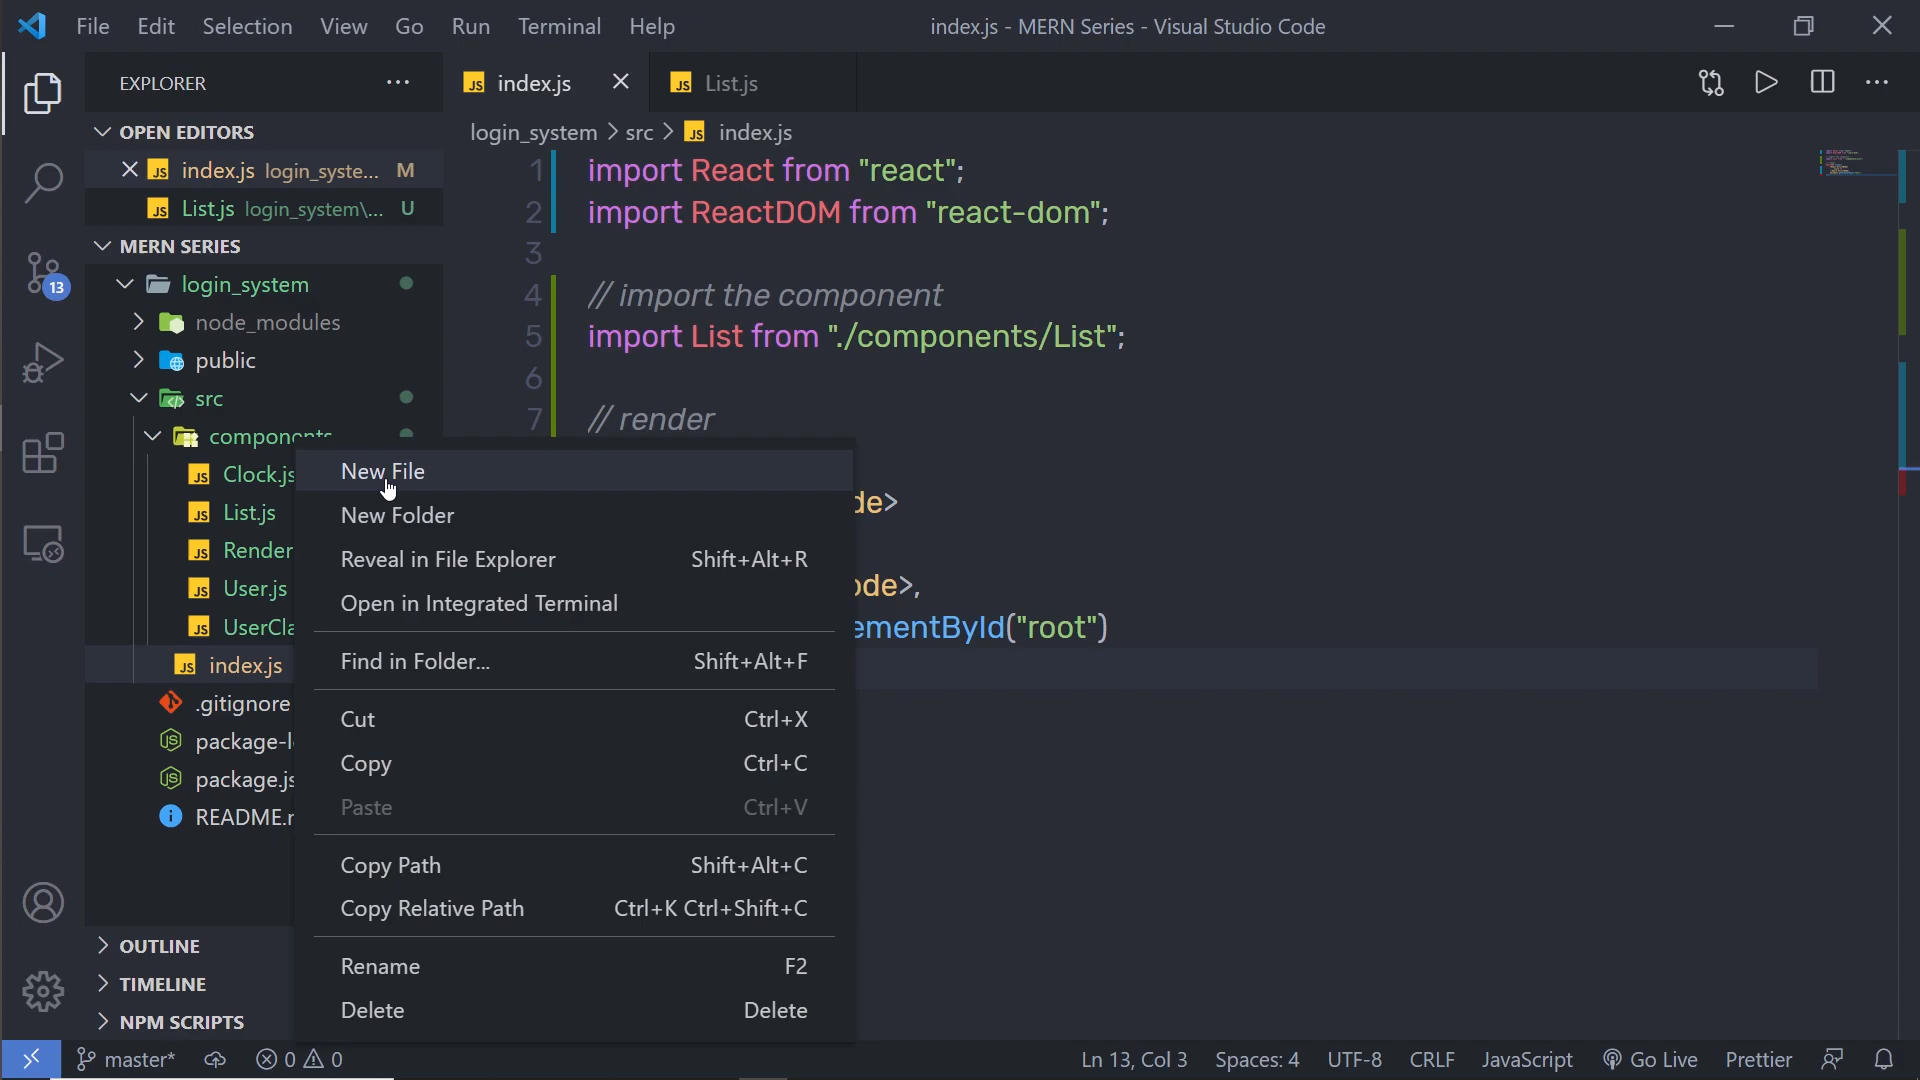 File Edit Selection View Go Run Terminal Help
index.js - MERN Series - Visual Studio Code
EXPLORER
index.js
List.js
OPEN EDITORS
index.js login_syste... M
List.js login_system\... U
login_system > src > index.js
MERN SERIES
login_system
node_modules
public
src
components
Clock.js
List.js
Render
User.js
UserCla
index.js
.gitignore
package-l
package.js
README.
OUTLINE
TIMELINE
NPM SCRIPTS
13
1 import React from "react";
2 import ReactDOM from "react-dom";
3
4 // import the component
5 import List from "./components/List";
6
7 // render
de>
ode>,
ementById("root")
New File
New Folder
Reveal in File Explorer Shift+Alt+R
Open in Integrated Terminal
Find in Folder... Shift+Alt+F
Cut Ctrl+X
Copy Ctrl+C
Paste Ctrl+V
Copy Path Shift+Alt+C
Copy Relative Path Ctrl+K Ctrl+Shift+C
Rename F2
Delete Delete
master* 0 0 Ln 13, Col 3 Spaces: 4 UTF-8 CRLF JavaScript Go Live Prettier